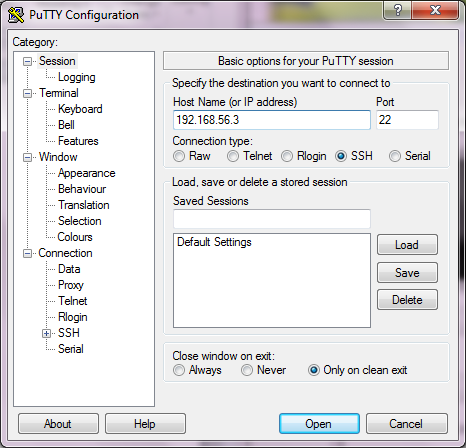 PuTTY Configuration
Category:
Session
Logging
Terminal
Keyboard
Bell
Features
Window
Appearance
Behaviour
Translation
Selection
Colours
Connection
Data
Proxy
Telnet
Rlogin
SSH
Serial
Basic options for your PuTTY session
Specify the destination you want to connect to
Host Name (or IP address) Port
192.168.56.3 22
Connection type:
Raw Telnet Rlogin SSH Serial
Load, save or delete a stored session
Saved Sessions
Default Settings
Load
Save
Delete
Close window on exit:
Always Never Only on clean exit
About Help Open Cancel